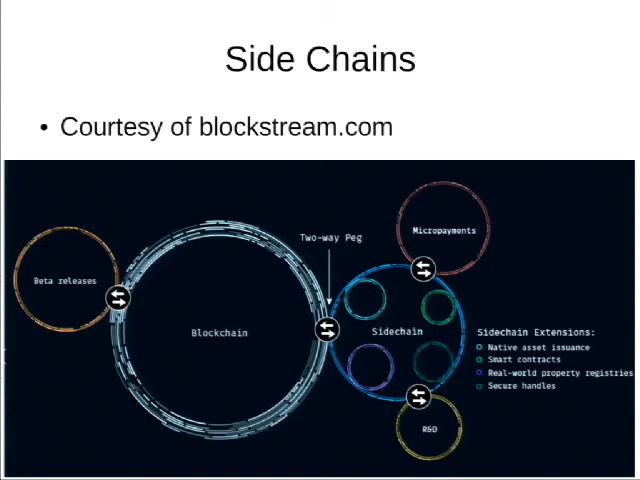 Side Chains
• Courtesy of blockstream.com
Two-way Peg
Micropayments
Beta releases
Blockchain
Sidechain
Sidechain Extensions:
Native asset issuance
Smart contracts
Real-world property registries
Secure handles
R&D